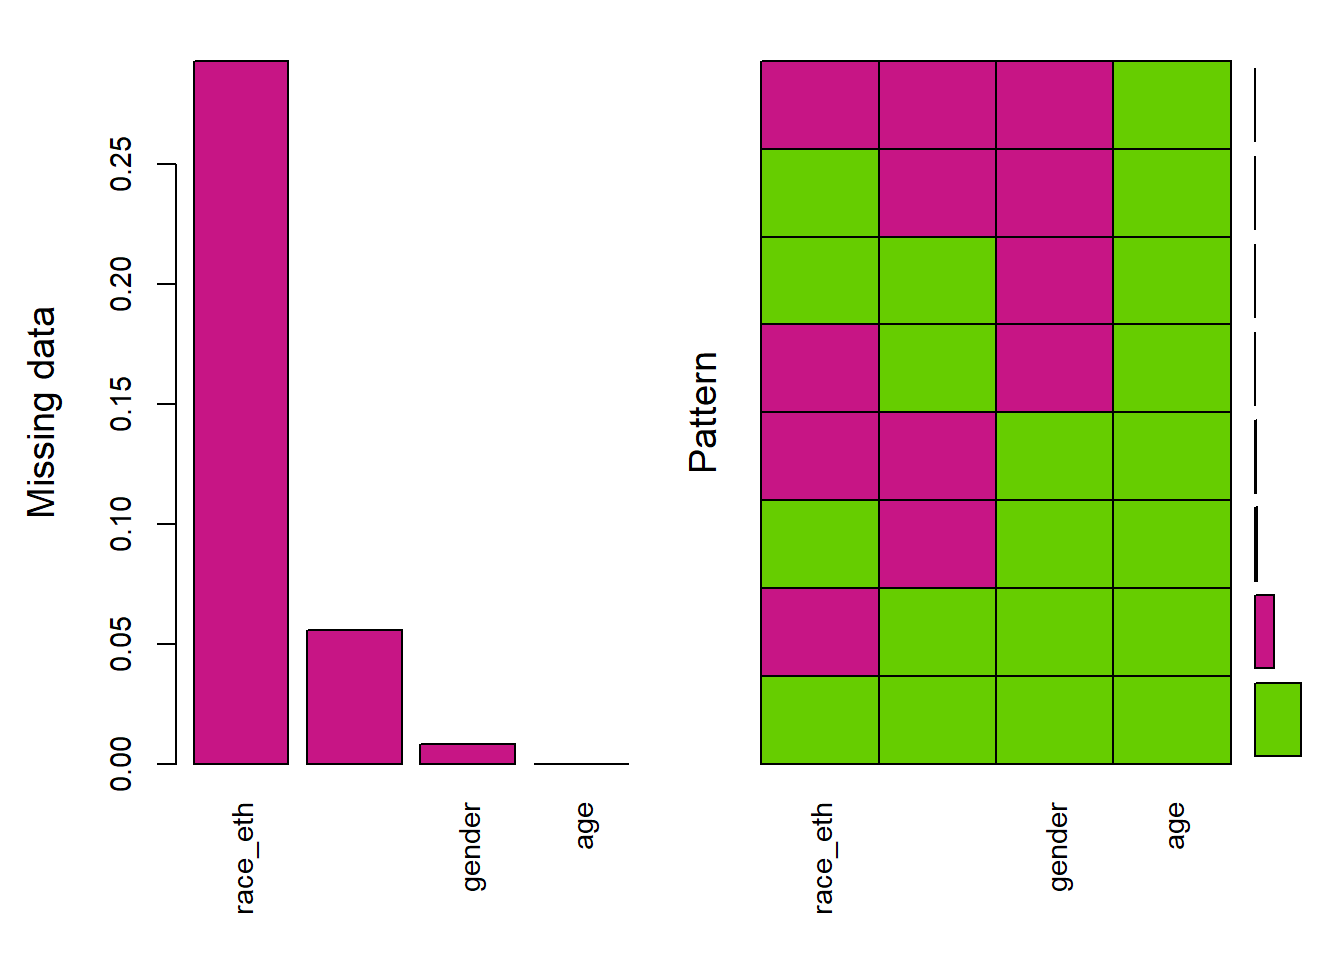 Missing data
0.25
0.20
0.15
0.10
0.05
0.00
race_eth
gender
age
Pattern
race_eth
gender
age